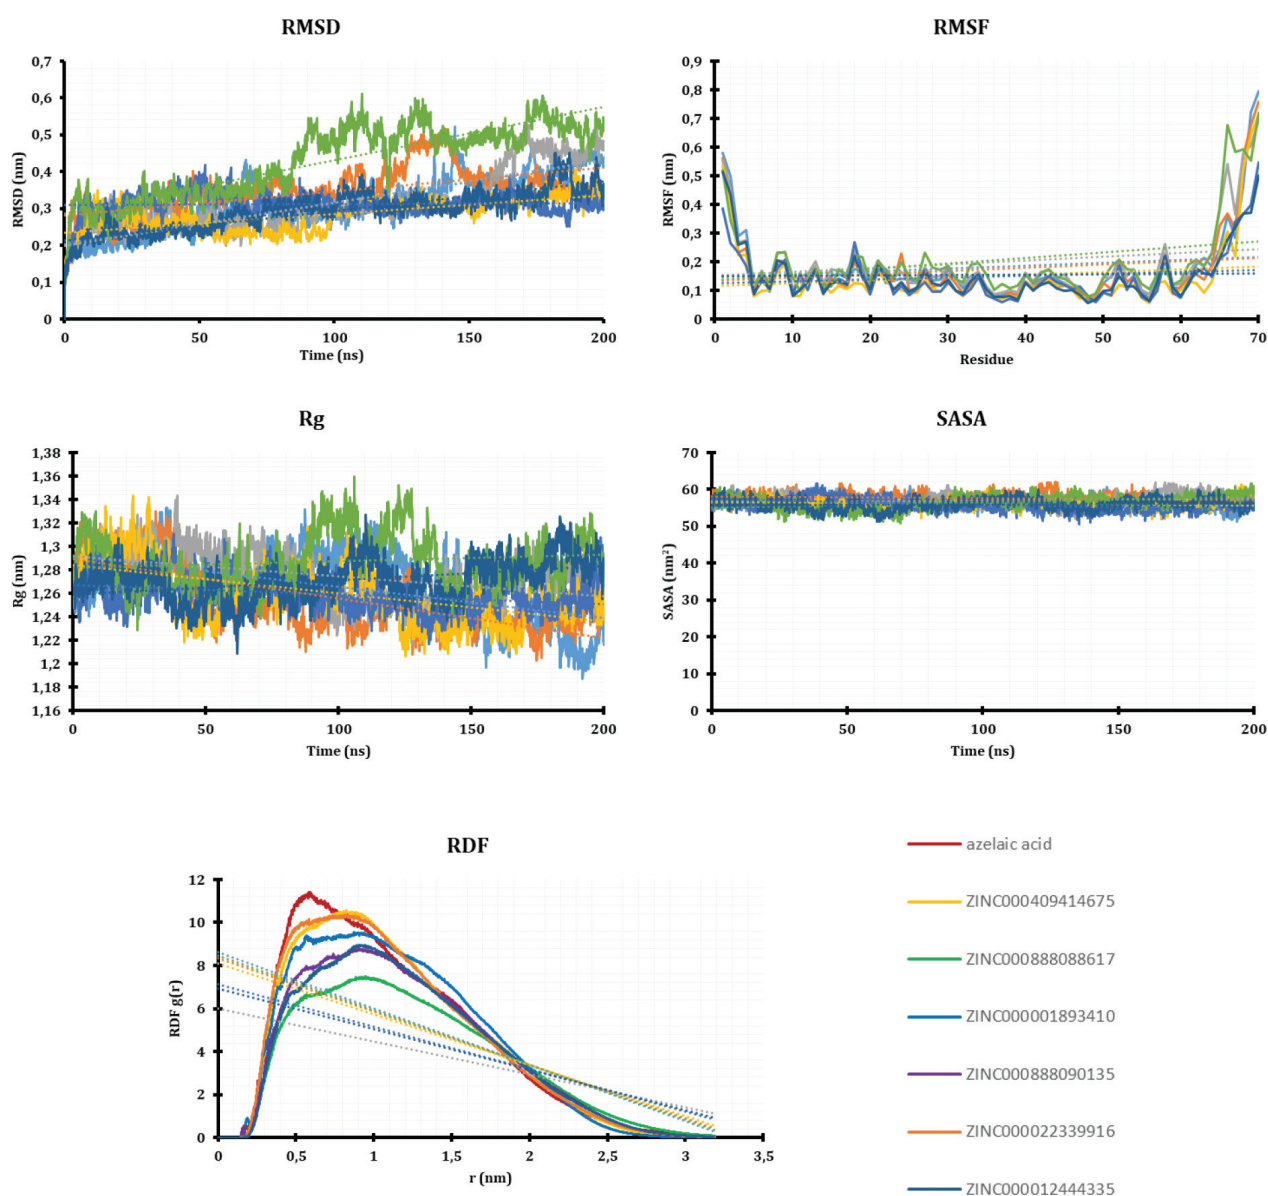 RMSD
0,7
0,6
0,5
0,4
0,3
0,2
0,1
0
RMSD (nm)
0 50 100 150 200
Time (ns)
RMSF
0,9
0,8
0,7
0,6
0,5
0,4
0,3
0,2
0,1
0
RMSF (nm)
0 10 20 30 40 50 60 70
Residue
Rg
1,38
1,36
1,34
1,32
1,3
1,28
1,26
1,24
1,22
1,2
1,18
1,16
Rg (nm)
0 50 100 150 200
Time (ns)
SASA
70
60
50
40
30
20
10
0
SASA (nm²)
0 50 100 150 200
Time (ns)
RDF
12
10
8
6
4
2
0
RDF g(r)
0 0,5 1 1,5 2 2,5 3 3,5
r (nm)
azelaic acid
ZINC000409414675
ZINC000888088617
ZINC000001893410
ZINC000888090135
ZINC000022339916
ZINC000012444335